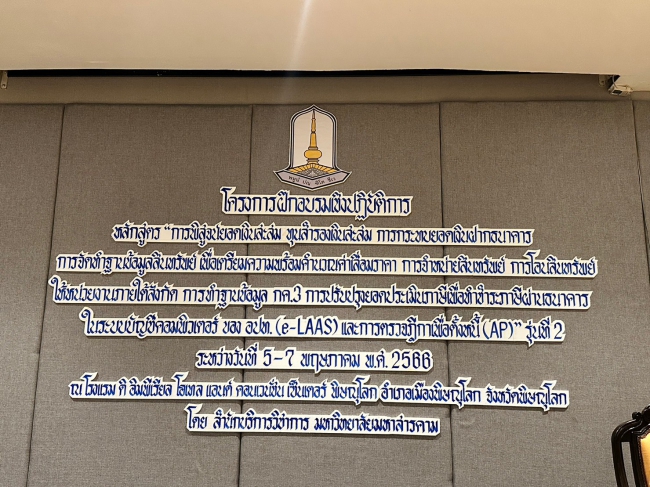 โครงการฝึกอบรมเชิงปฏิบัติการ
หลักสูตร “การพิสูจน์ยอดเงินสะสม ทุนสำรองเงินสะสม การกระทบยอดเงินฝากธนาคาร
การจัดทำฐานข้อมูลสินทรัพย์ เพื่อเตรียมความพร้อมคำนวณค่าเสื่อมราคา การจำหน่ายสินทรัพย์ การโอนสินทรัพย์
ให้หน่วยงานภายใต้สังกัด การทำฐานข้อมูล กค.3 การปรับปรุงยอดประเมินภาษีเพื่อทำชำระภาษีผ่านธนาคาร
ในระบบบัญชีคอมพิวเตอร์ ของ อปท.(e-LAAS) และการตรวจฎีกาเพื่อตั้งหนี้ (AP)” รุ่นที่ 2
ระหว่างวันที่ 5-7 พฤษภาคม พ.ศ. 2566
ณ โรงแรม ดิ อิมพีเรียล โฮเทล แอนด์ คอนเวนชั่น เซ็นเตอร์ พิษณุโลก อำเภอเมืองพิษณุโลก จังหวัดพิษณุโลก
โดย สำนักบริการวิชาการ มหาวิทยาลัยมหาสารคาม